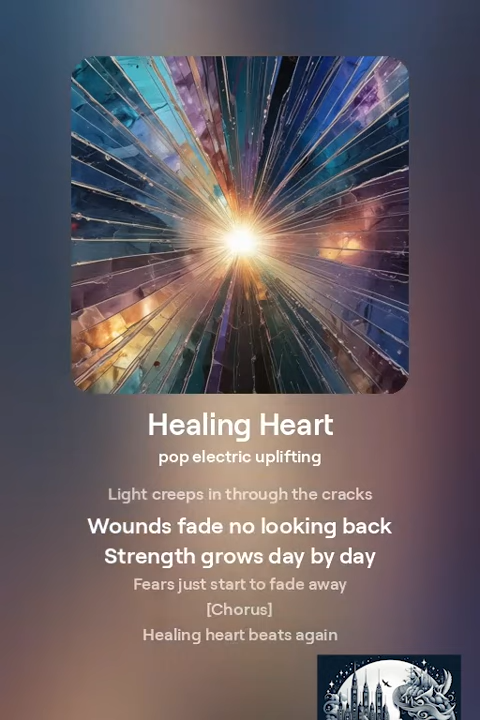 Healing Heart
pop electric uplifting
Light creeps in through the cracks
Wounds fade no looking back
Strength grows day by day
Fears just start to fade away
[Chorus]
Healing heart beats again